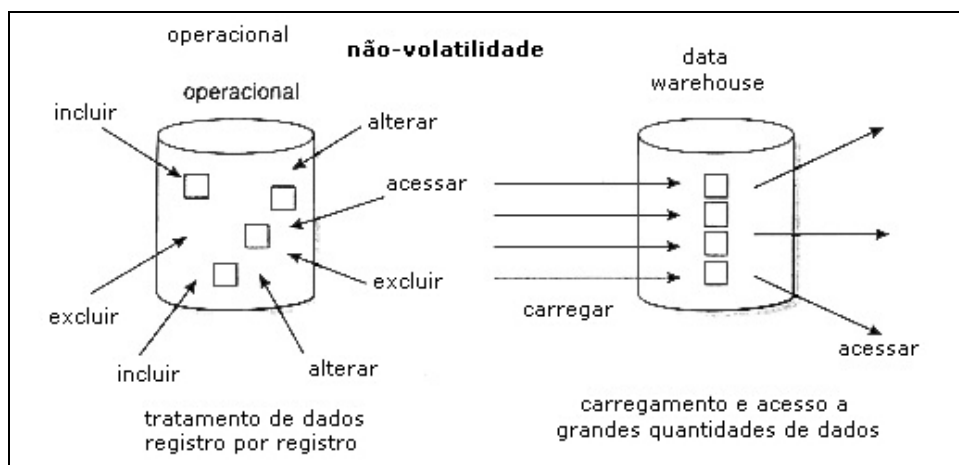 operacional
não-volatilidade
data
warehouse
operacional
incluir
alterar
acessar
excluir
excluir
incluir
alterar
carregar
acessar
tratamento de dados
registro por registro
carregamento e acesso a
grandes quantidades de dados